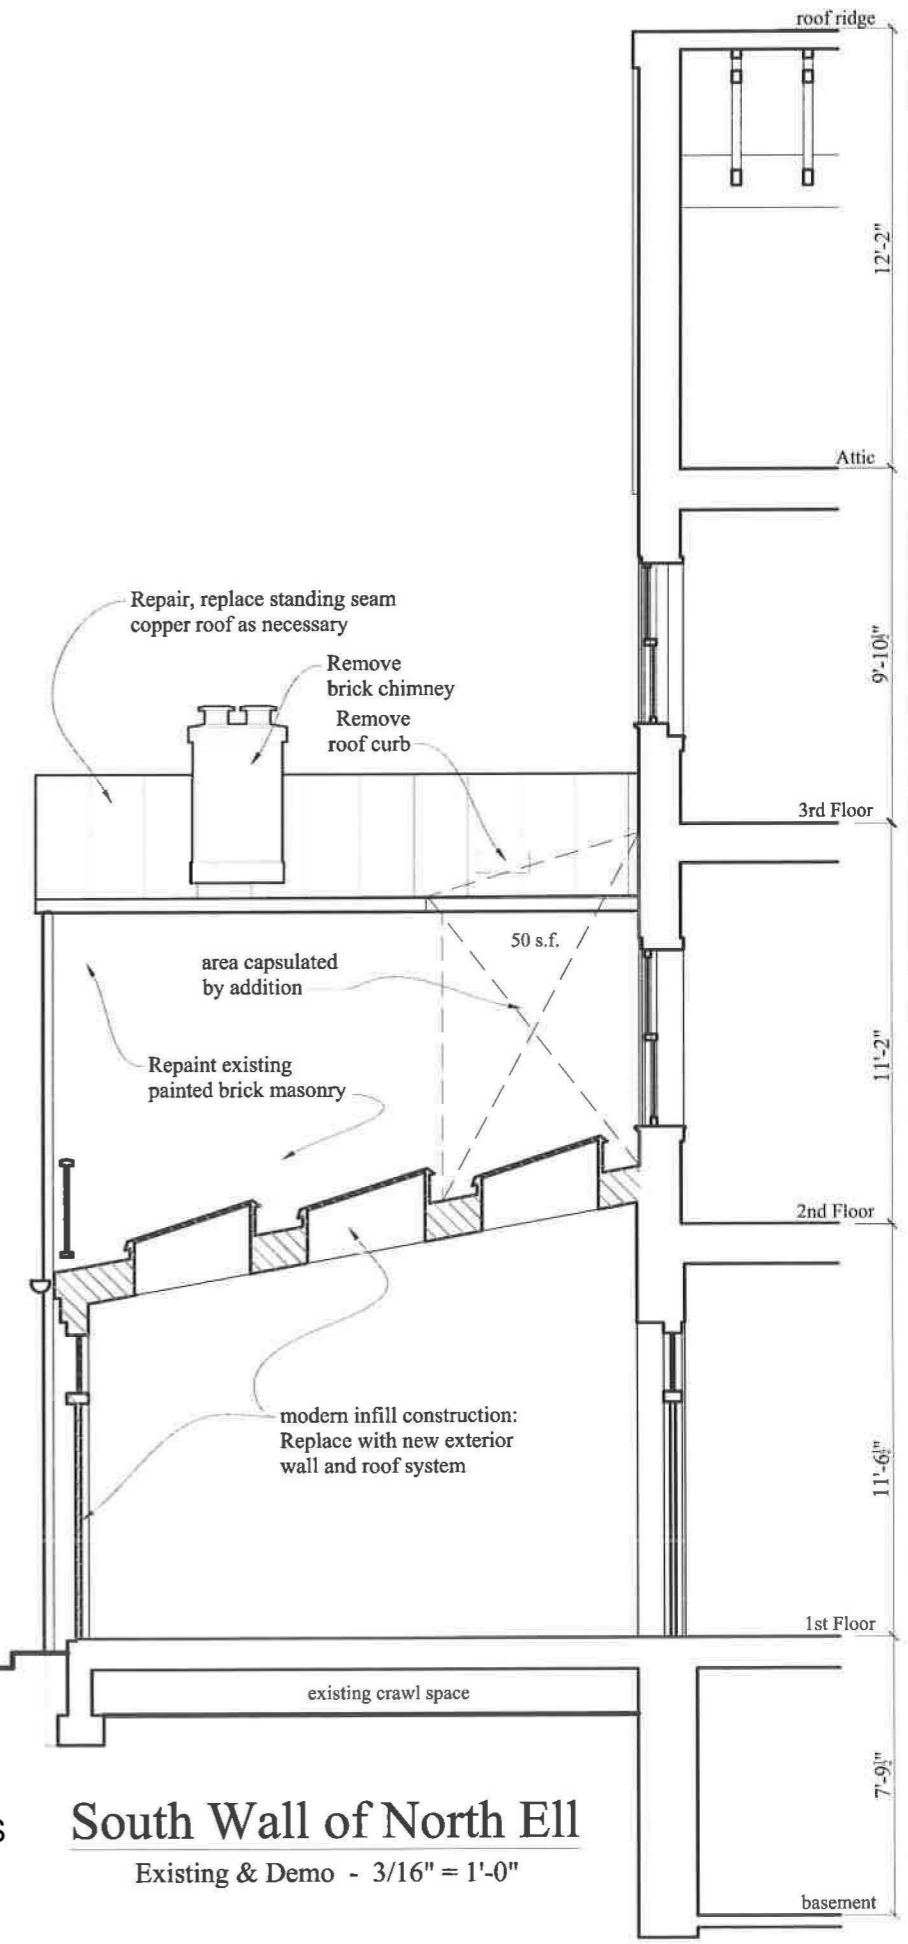 roof ridge
12'-2"
Attic
Repair, replace standing seam
copper roof as necessary
9'-10½"
Remove
brick chimney
Remove
roof curb
3rd Floor
50 s.f.
area capsulated
by addition
11'-2"
Repaint existing
painted brick masonry
2nd Floor
modern infill construction:
Replace with new exterior
wall and roof system
11'-6½"
1st Floor
existing crawl space
7'-9½"
S
South Wall of North Ell
Existing & Demo - 3/16" = 1'-0"
basement